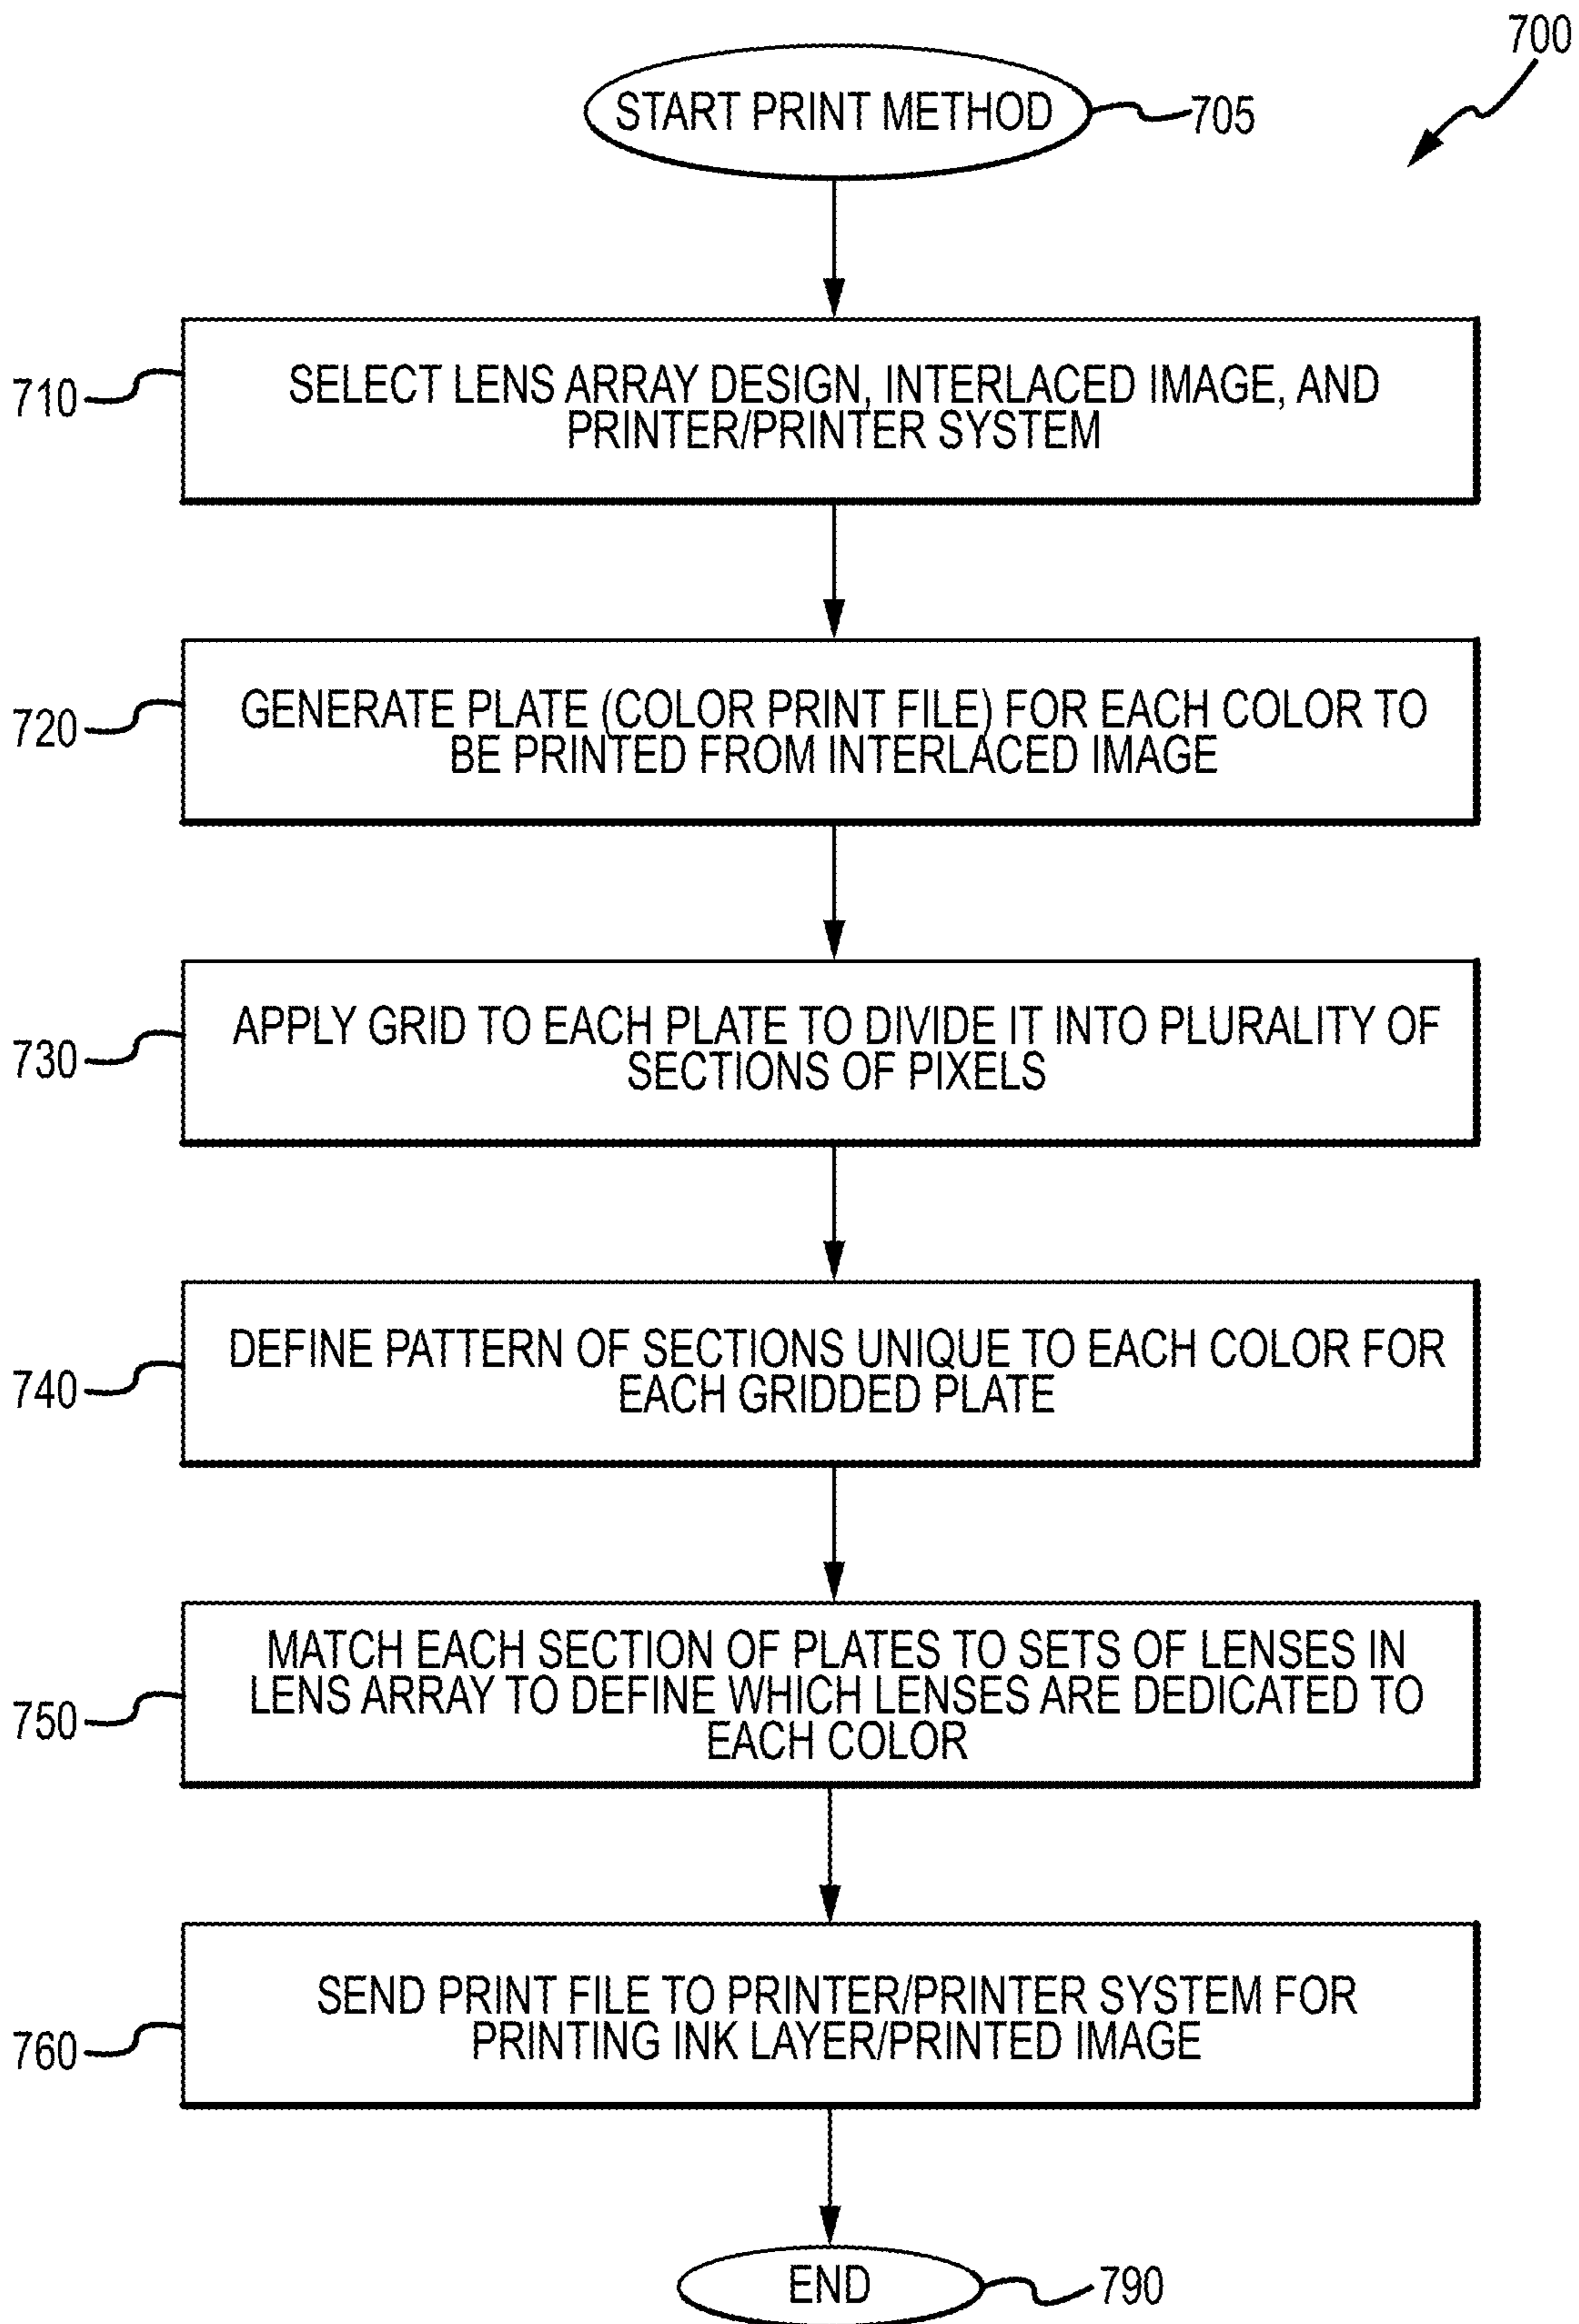 700
START PRINT METHOD
705
710
SELECT LENS ARRAY DESIGN, INTERLACED IMAGE, AND
PRINTER/PRINTER SYSTEM
720
GENERATE PLATE (COLOR PRINT FILE) FOR EACH COLOR TO
BE PRINTED FROM INTERLACED IMAGE
730
APPLY GRID TO EACH PLATE TO DIVIDE IT INTO PLURALITY OF
SECTIONS OF PIXELS
740
DEFINE PATTERN OF SECTIONS UNIQUE TO EACH COLOR FOR
EACH GRIDDED PLATE
750
MATCH EACH SECTION OF PLATES TO SETS OF LENSES IN
LENS ARRAY TO DEFINE WHICH LENSES ARE DEDICATED TO
EACH COLOR
760
SEND PRINT FILE TO PRINTER/PRINTER SYSTEM FOR
PRINTING INK LAYER/PRINTED IMAGE
END
790